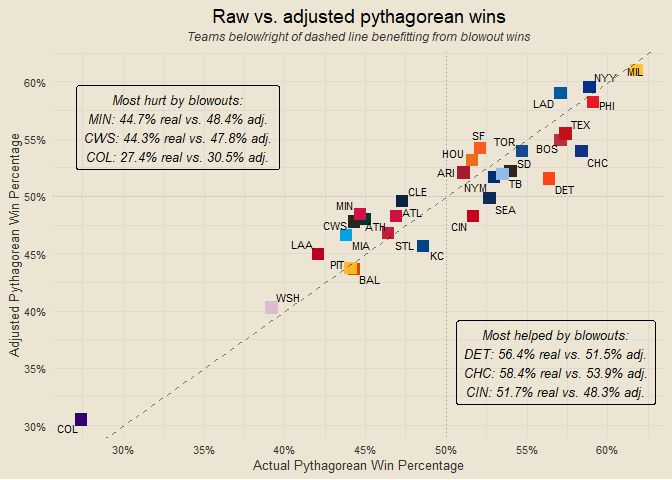 Raw vs. adjusted pythagorean wins
Teams below/right of dashed line benefitting from blowout wins
Adjusted Pythagorean Win Percentage
60%
55%
50%
45%
40%
35%
30%
Most hurt by blowouts:
MIN: 44.7% real vs. 48.4% adj.
CWS: 44.3% real vs. 47.8% adj.
COL: 27.4% real vs. 30.5% adj.
MIL
NYY
LAD
PHI
TEX
SF
TOR
BOS
HOU
CHC
ARI
SD
NYM
TB
DET
CLE
SEA
MIN
ATL
CIN
CWS
ATH
LAA
MIA
STL
KC
PIT
BAL
WSH
COL
Most helped by blowouts:
DET: 56.4% real vs. 51.5% adj.
CHC: 58.4% real vs. 53.9% adj.
CIN: 51.7% real vs. 48.3% adj.
30%
35%
40%
45%
50%
55%
60%
Actual Pythagorean Win Percentage